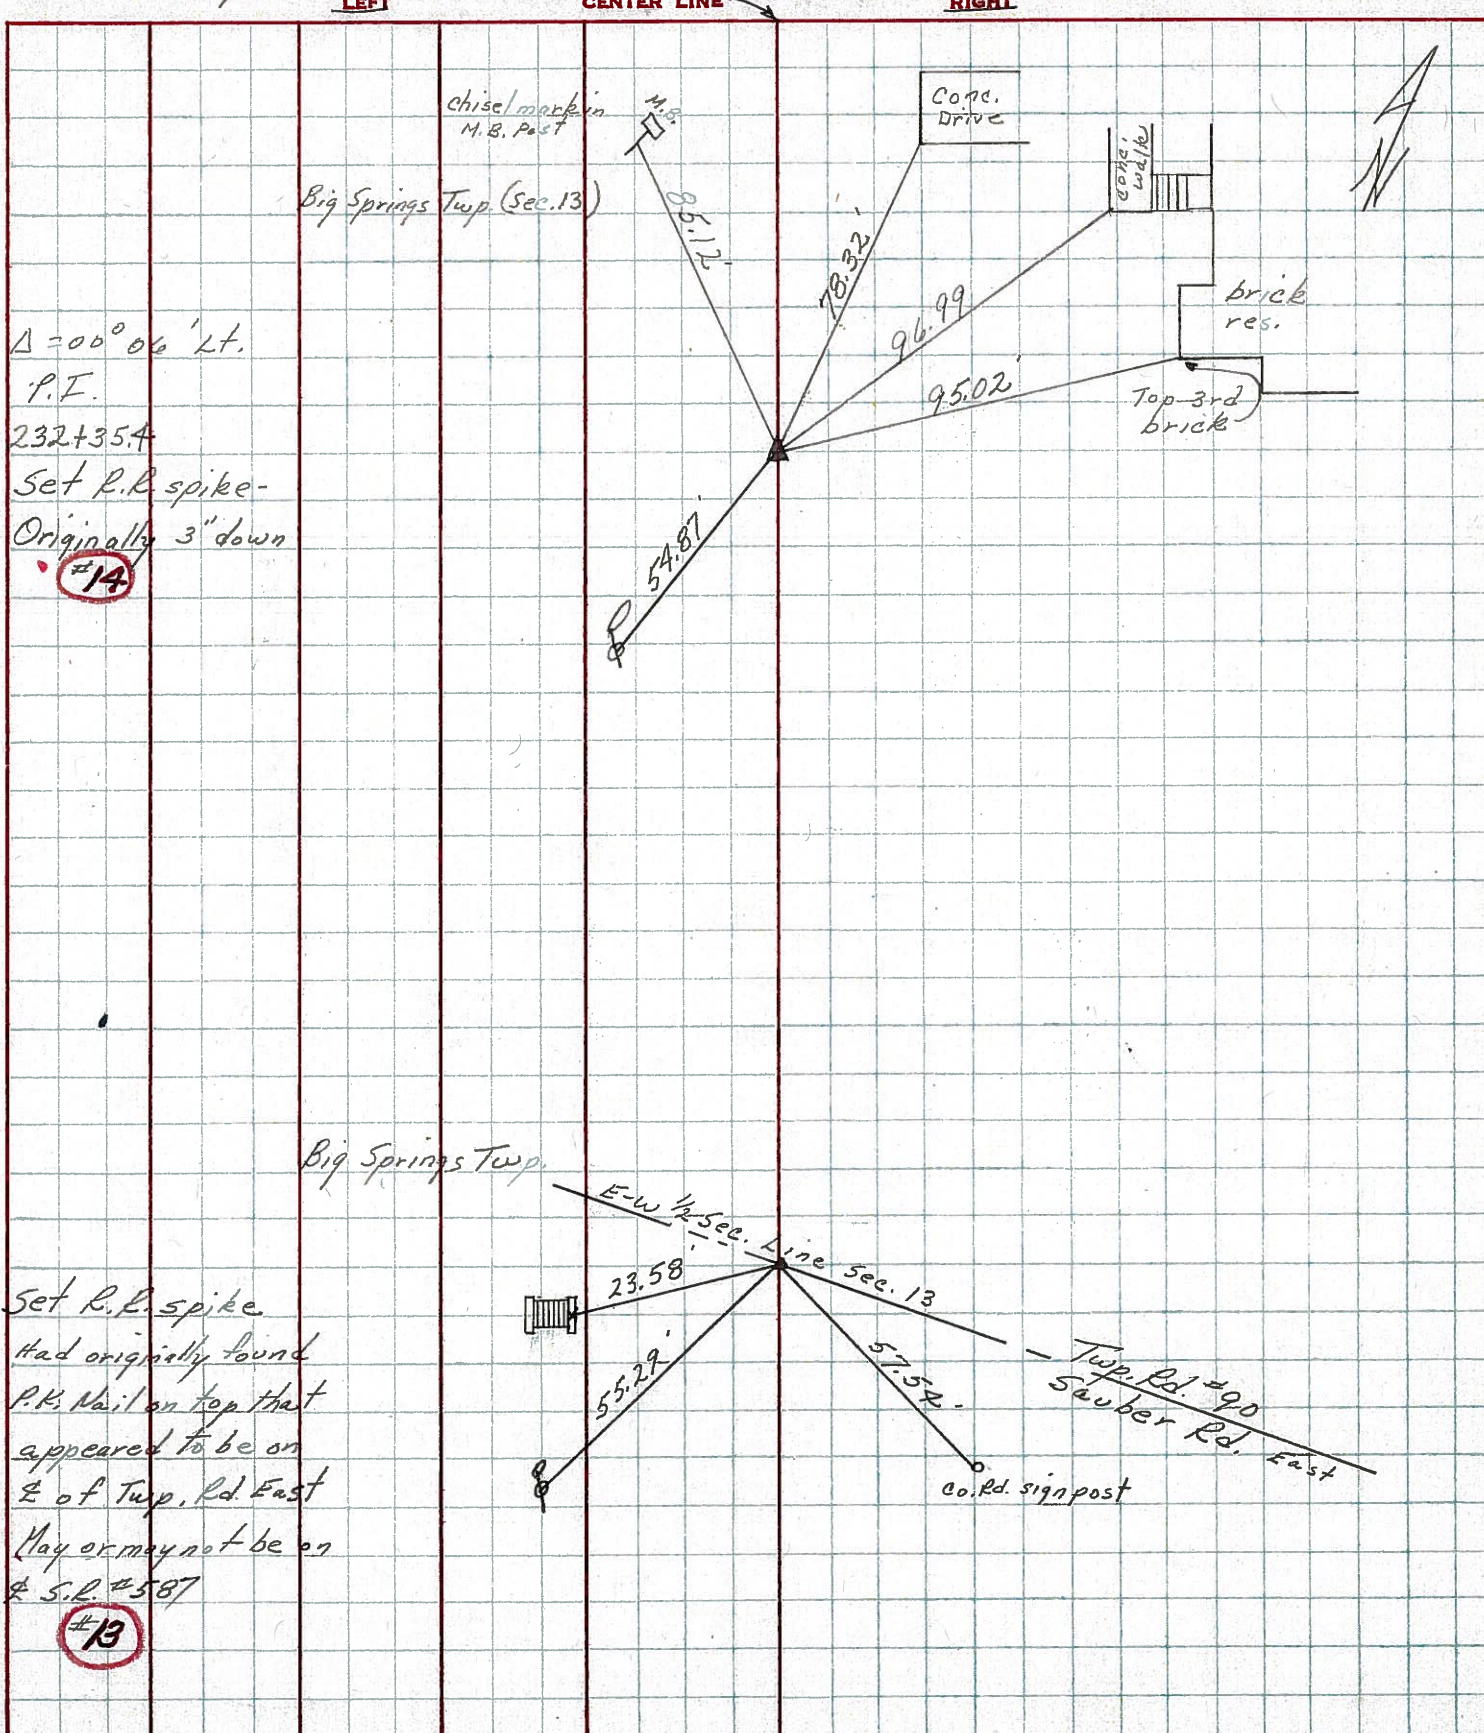 LEFT
CENTER LINE
RIGHT
Chisel mark in
M.B. Post
M.B.
Conc.
Drive
conc.
walk
N
Big Springs Twp. (Sec. 13)
85.12'
78.32'
96.99
95.02'
brick
res.
Top 3rd
brick
Δ = 00° 06' Lt.
P.I.
232+35.4
Set R.R. spike -
Originally 3" down
#14
54.87'
Big Springs Twp.
E-W 1/2 Sec. Line Sec. 13
23.58'
55.29'
57.54'
Twp. Rd. #90
Sauber Rd. East
Co. Rd. sign post
Set R.R. spike
Had originally found
P.K. Nail on top that
appeared to be on
℄ of Twp. Rd. East
May or may not be on
℄ S.R. #587
#13